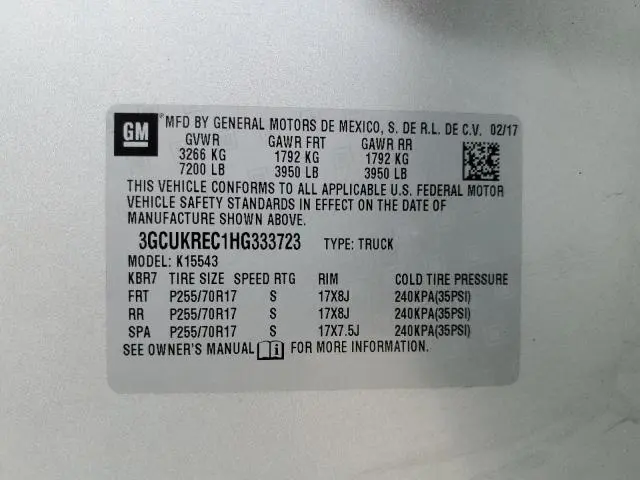 GM ® MFD BY GENERAL MOTORS DE MEXICO, S. DE R.L. DE C.V. 02/17
GVWR GAWR FRT GAWR RR
3266 KG 1792 KG 1792 KG
7200 LB 3950 LB 3950 LB
THIS VEHICLE CONFORMS TO ALL APPLICABLE U.S. FEDERAL MOTOR
VEHICLE SAFETY STANDARDS IN EFFECT ON THE DATE OF
MANUFACTURE SHOWN ABOVE.
3GCUKREC1HG333723 TYPE: TRUCK
MODEL: K15543
KBR7 TIRE SIZE SPEED RTG RIM COLD TIRE PRESSURE
FRT P255/70R17 S 17X8J 240KPA(35PSI)
RR P255/70R17 S 17X8J 240KPA(35PSI)
SPA P255/70R17 S 17X7.5J 240KPA(35PSI)
SEE OWNER'S MANUAL i FOR MORE INFORMATION.